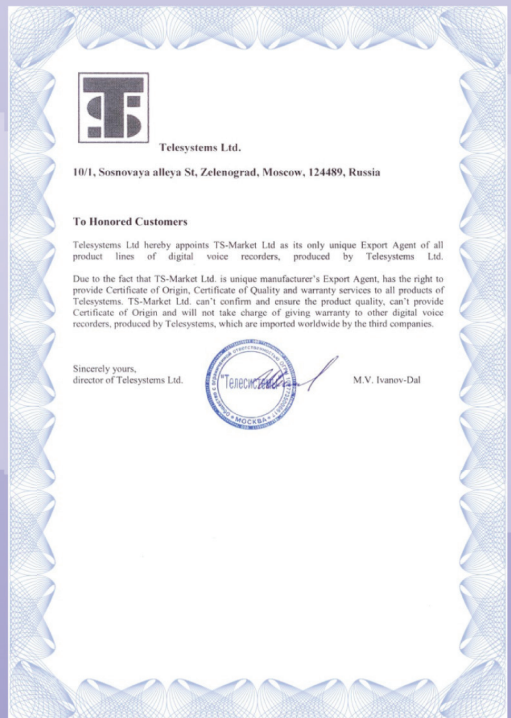 Telesystems Ltd.
10/1, Sosnovaya alleya St, Zelenograd, Moscow, 124489, Russia
To Honored Customers
Telesystems Ltd hereby appoints TS-Market Ltd as its only unique Export Agent of all
product lines of digital voice recorders, produced by Telesystems Ltd.
Due to the fact that TS-Market Ltd. is unique manufacturer's Export Agent, has the right to
provide Certificate of Origin, Certificate of Quality and warranty services to all products of
Telesystems. TS-Market Ltd. can't confirm and ensure the product quality, can't provide
Certificate of Origin and will not take charge of giving warranty to other digital voice
recorders, produced by Telesystems, which are imported worldwide by the third companies.
Sincerely yours,
director of Telesystems Ltd.
"Телесистемы"
МОСКВА
M.V. Ivanov-Dal